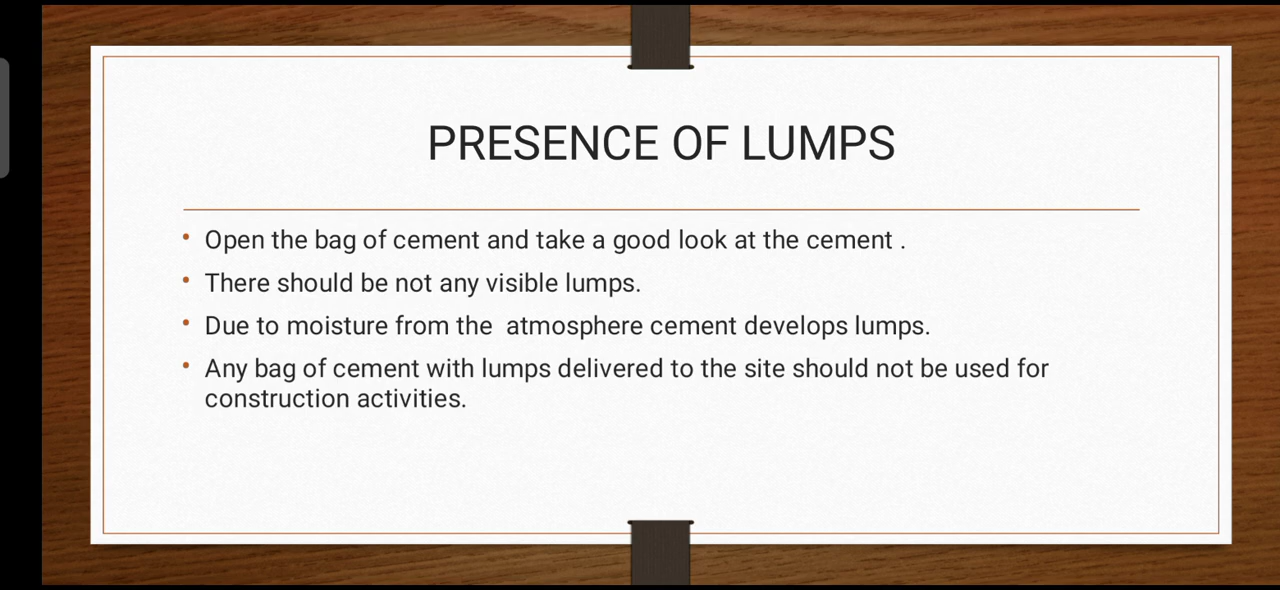 PRESENCE OF LUMPS
• Open the bag of cement and take a good look at the cement .
• There should be not any visible lumps.
• Due to moisture from the  atmosphere cement develops lumps.
• Any bag of cement with lumps delivered to the site should not be used for
construction activities.